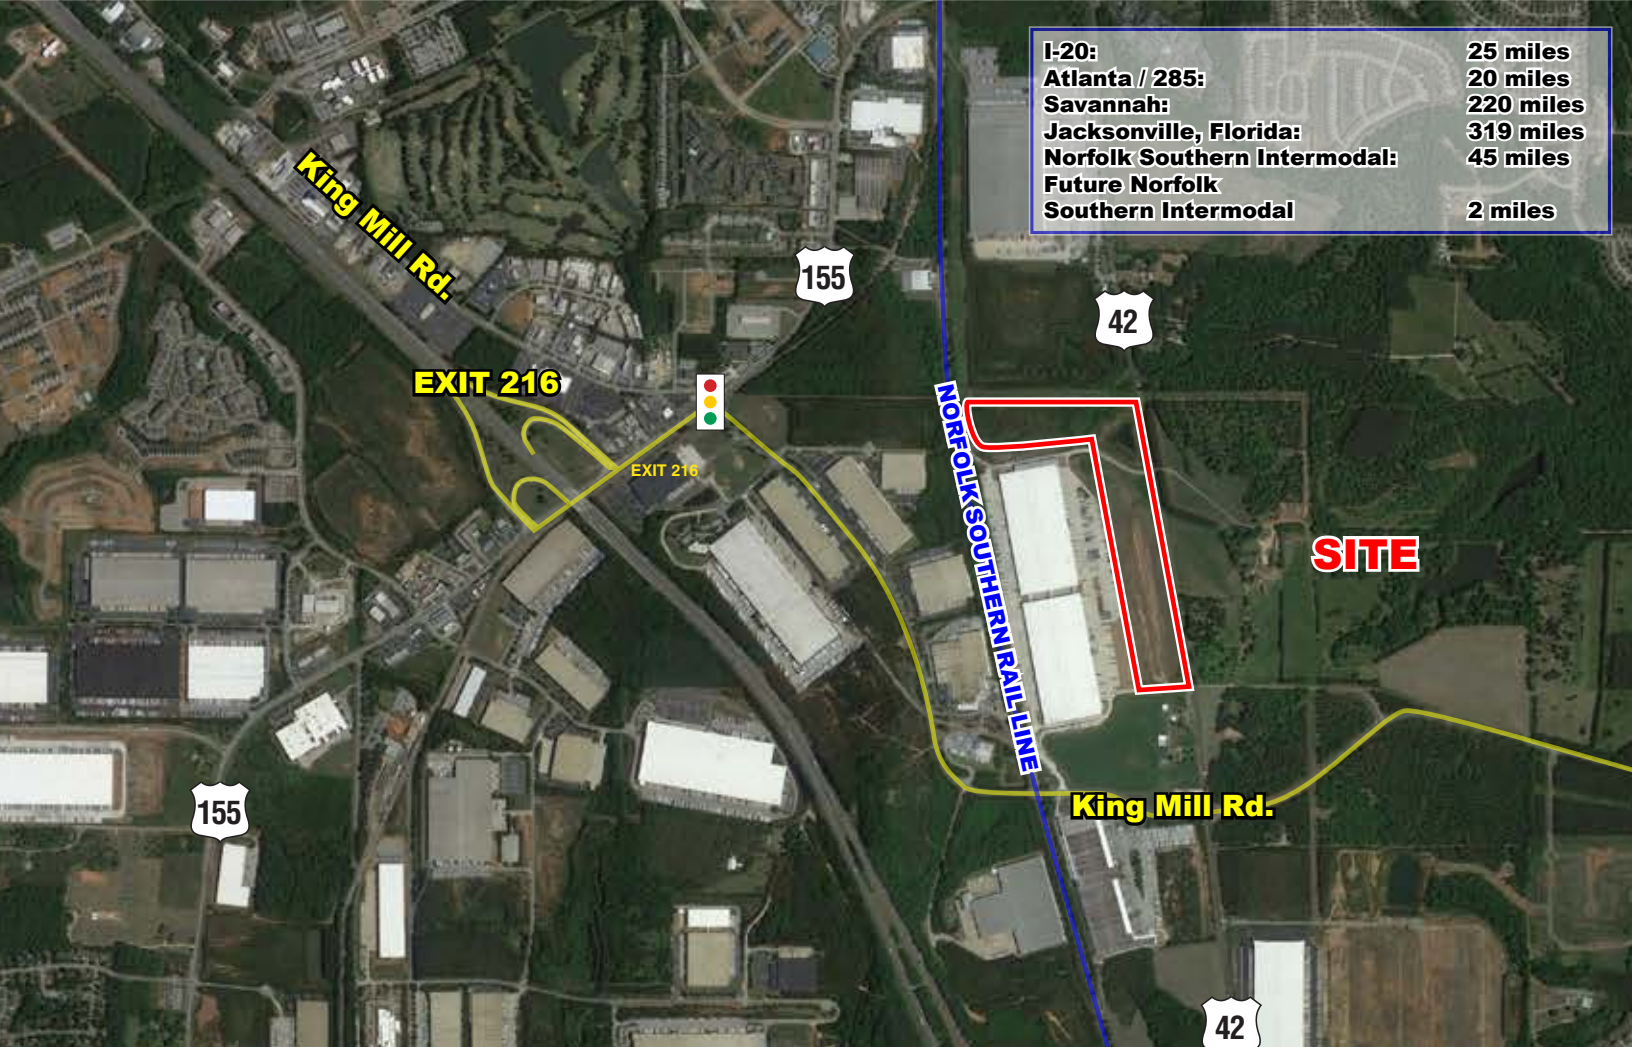 I-20: 25 miles
Atlanta / 285: 20 miles
Savannah: 220 miles
Jacksonville, Florida: 319 miles
Norfolk Southern Intermodal: 45 miles
Future Norfolk
Southern Intermodal 2 miles
King Mill Rd.
155
42
EXIT 216
EXIT 216
NORFOLK SOUTHERN RAIL LINE
SITE
155
King Mill Rd.
42